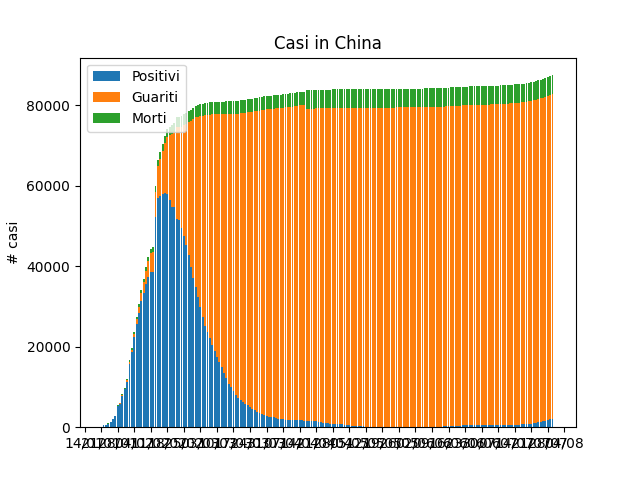 Casi in China
Positivi
Guariti
Morti
80000
60000
40000
20000
0
# casi